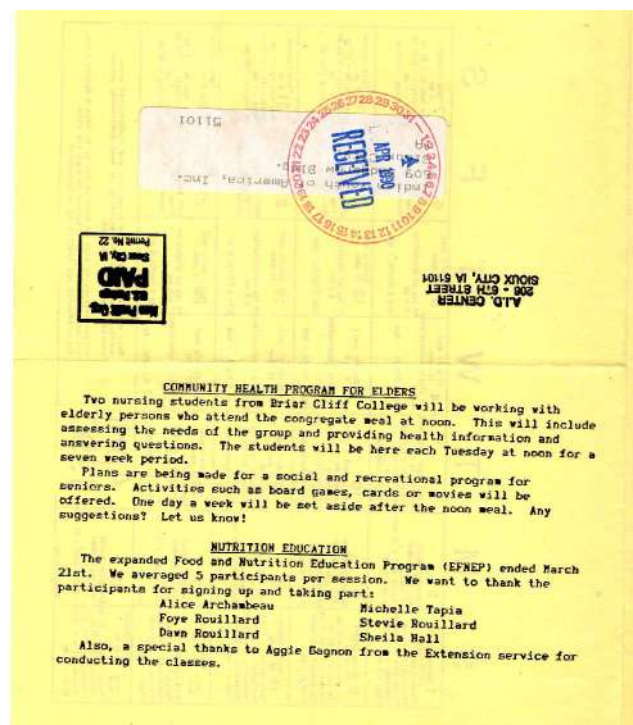 A.I.D. CENTER
206 - 6TH STREET
SIOUX CITY, IA 51101
Non Profit Org.
U.S. Postage
PAID
Sioux City, IA
Permit No. 22
of America, Inc.
609 Bldg.
51101
RECEIVED
APR 1990
COMMUNITY HEALTH PROGRAM FOR ELDERS
Two nursing students from Briar Cliff College will be working with
elderly persons who attend the congregate meal at noon. This will include
assessing the needs of the group and providing health information and
answering questions. The students will be here each Tuesday at noon for a
seven week period.
Plans are being made for a social and recreational program for
seniors. Activities such as board games, cards or movies will be
offered. One day a week will be set aside after the noon meal. Any
suggestions? Let us know!
NUTRITION EDUCATION
The expanded Food and Nutrition Education Program (EFNEP) ended March
21st. We averaged 5 participants per session. We want to thank the
participants for signing up and taking part:
Alice Archambeau Michelle Tapia
Foye Rouillard Stevie Rouillard
Dawn Rouillard Sheila Hall
Also, a special thanks to Aggie Gagnon from the Extension service for
conducting the classes.